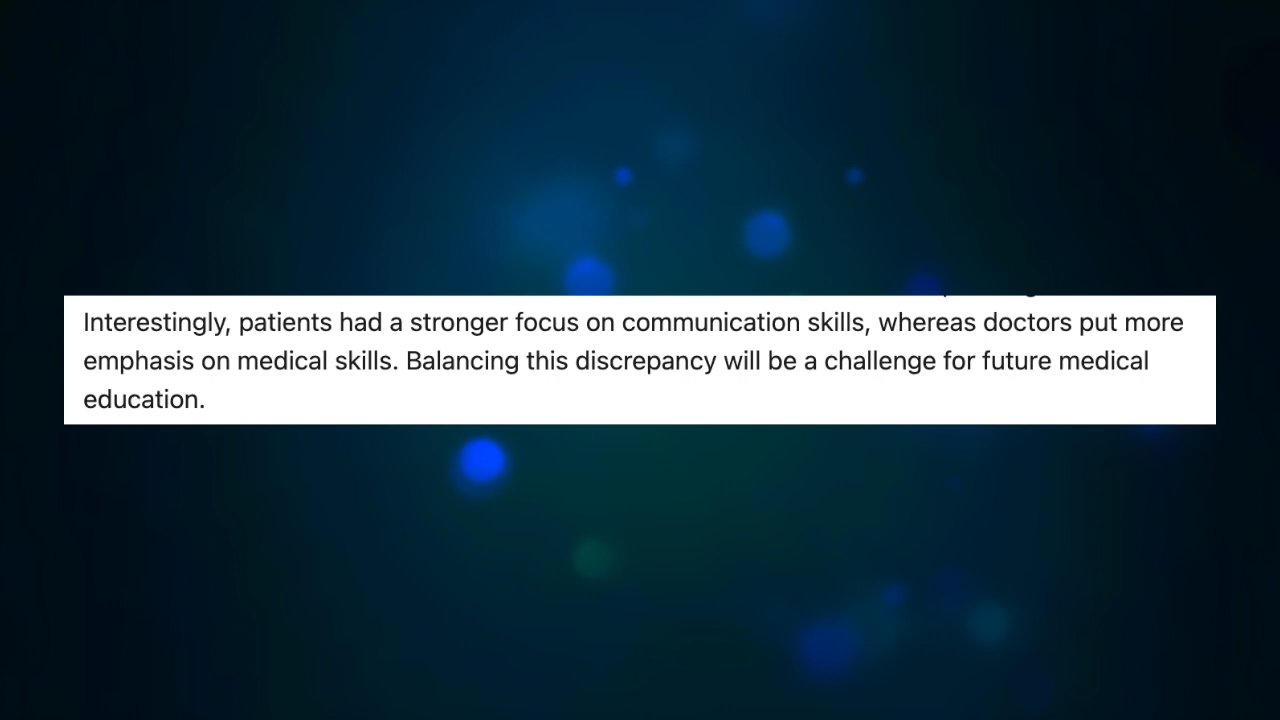 Interestingly, patients had a stronger focus on communication skills, whereas doctors put more
emphasis on medical skills. Balancing this discrepancy will be a challenge for future medical
education.